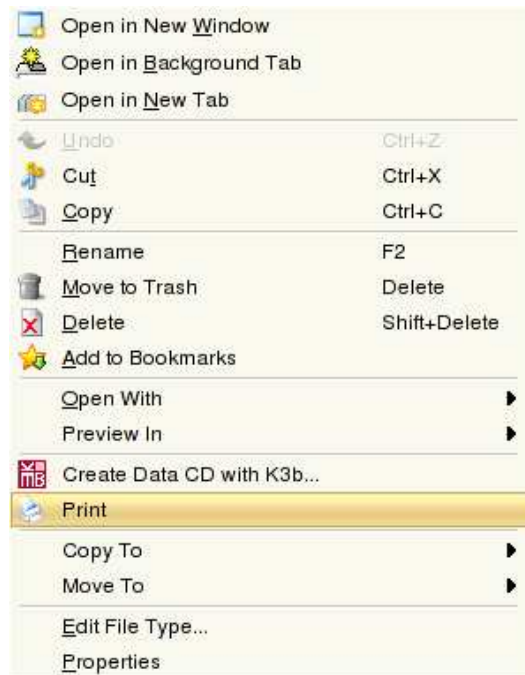 Open in New Window
Open in Background Tab
Open in New Tab
Undo Ctrl+Z
Cut Ctrl+X
Copy Ctrl+C
Rename F2
Move to Trash Delete
Delete Shift+Delete
Add to Bookmarks
Open With
Preview In
Create Data CD with K3b...
Print
Copy To
Move To
Edit File Type...
Properties